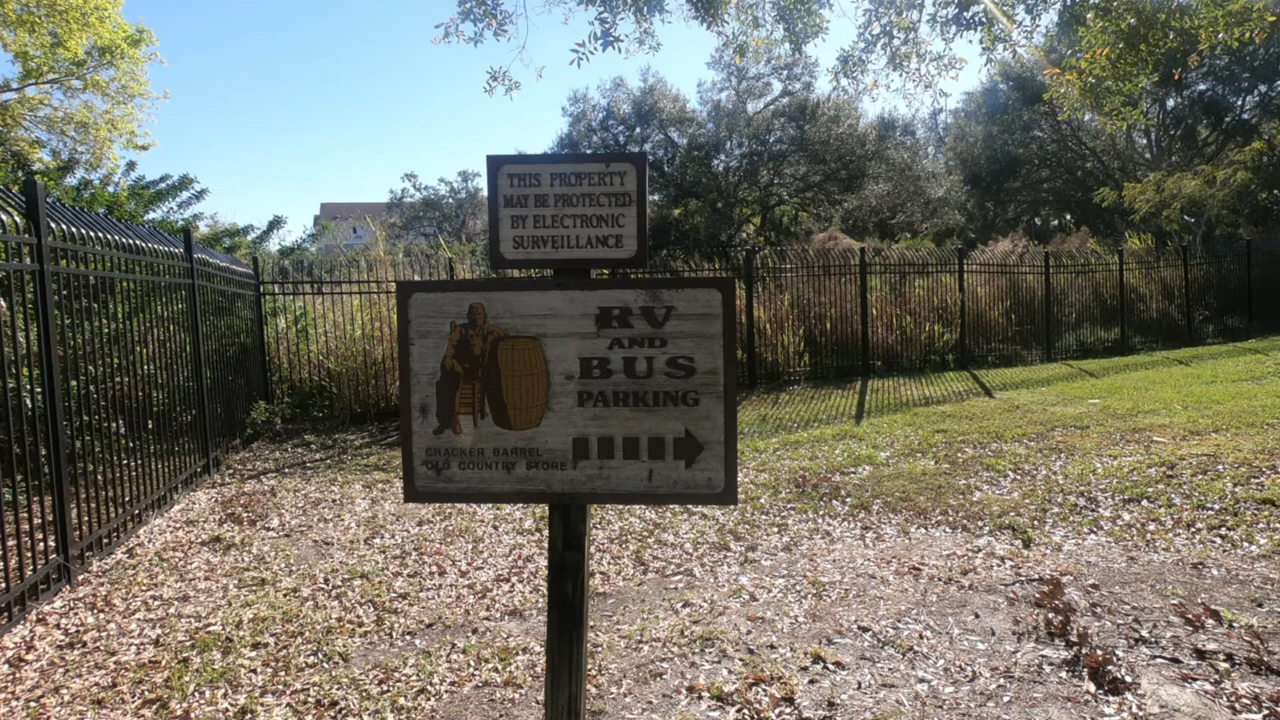 THIS PROPERTY
MAY BE PROTECTED
BY ELECTRONIC
SURVEILLANCE
RV
AND
BUS
PARKING
CRACKER BARREL
OLD COUNTRY STORE